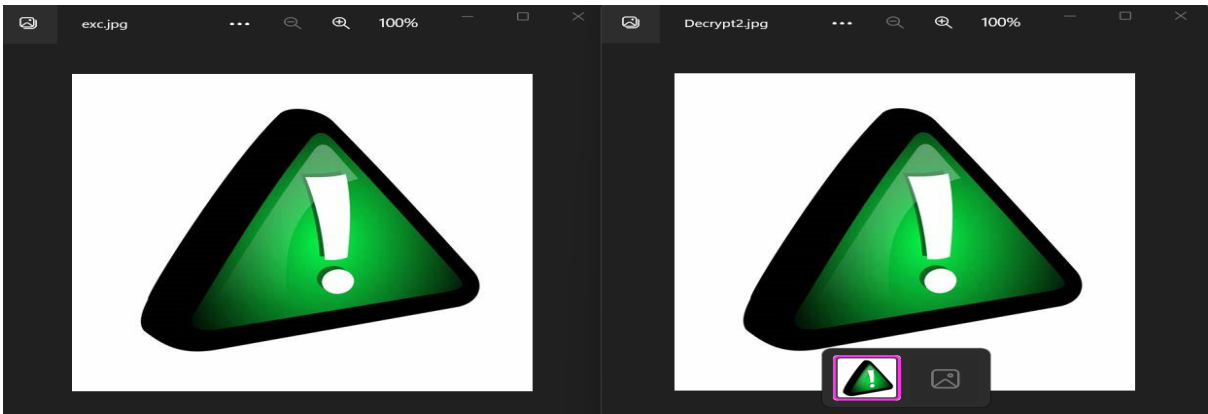 exc.jpg ••• 100%
Decrypt2.jpg ••• 100%